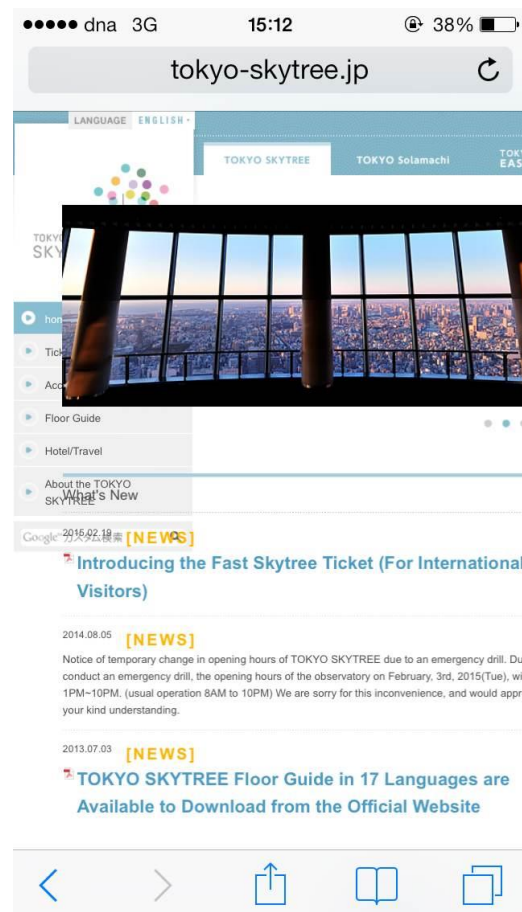 dna 3G 15:12 38%
tokyo-skytree.jp
LANGUAGE ENGLISH
TOKYO SKYTREE TOKYO Solamachi
Floor Guide
Hotel/Travel
About the TOKYO
SKYTREE
What's New
Google
2015.02.19 [NEWS]
Introducing the Fast Skytree Ticket (For International
Visitors)
2014.08.05 [NEWS]
Notice of temporary change in opening hours of TOKYO SKYTREE due to an emergency drill.
conduct an emergency drill, the opening hours of the observatory on February, 3rd, 2015(Tue),
1PM~10PM. (usual operation 8AM to 10PM) We are sorry for this inconvenience, and would
your kind understanding.
2013.07.03 [NEWS]
TOKYO SKYTREE Floor Guide in 17 Languages are
Available to Download from the Official Website